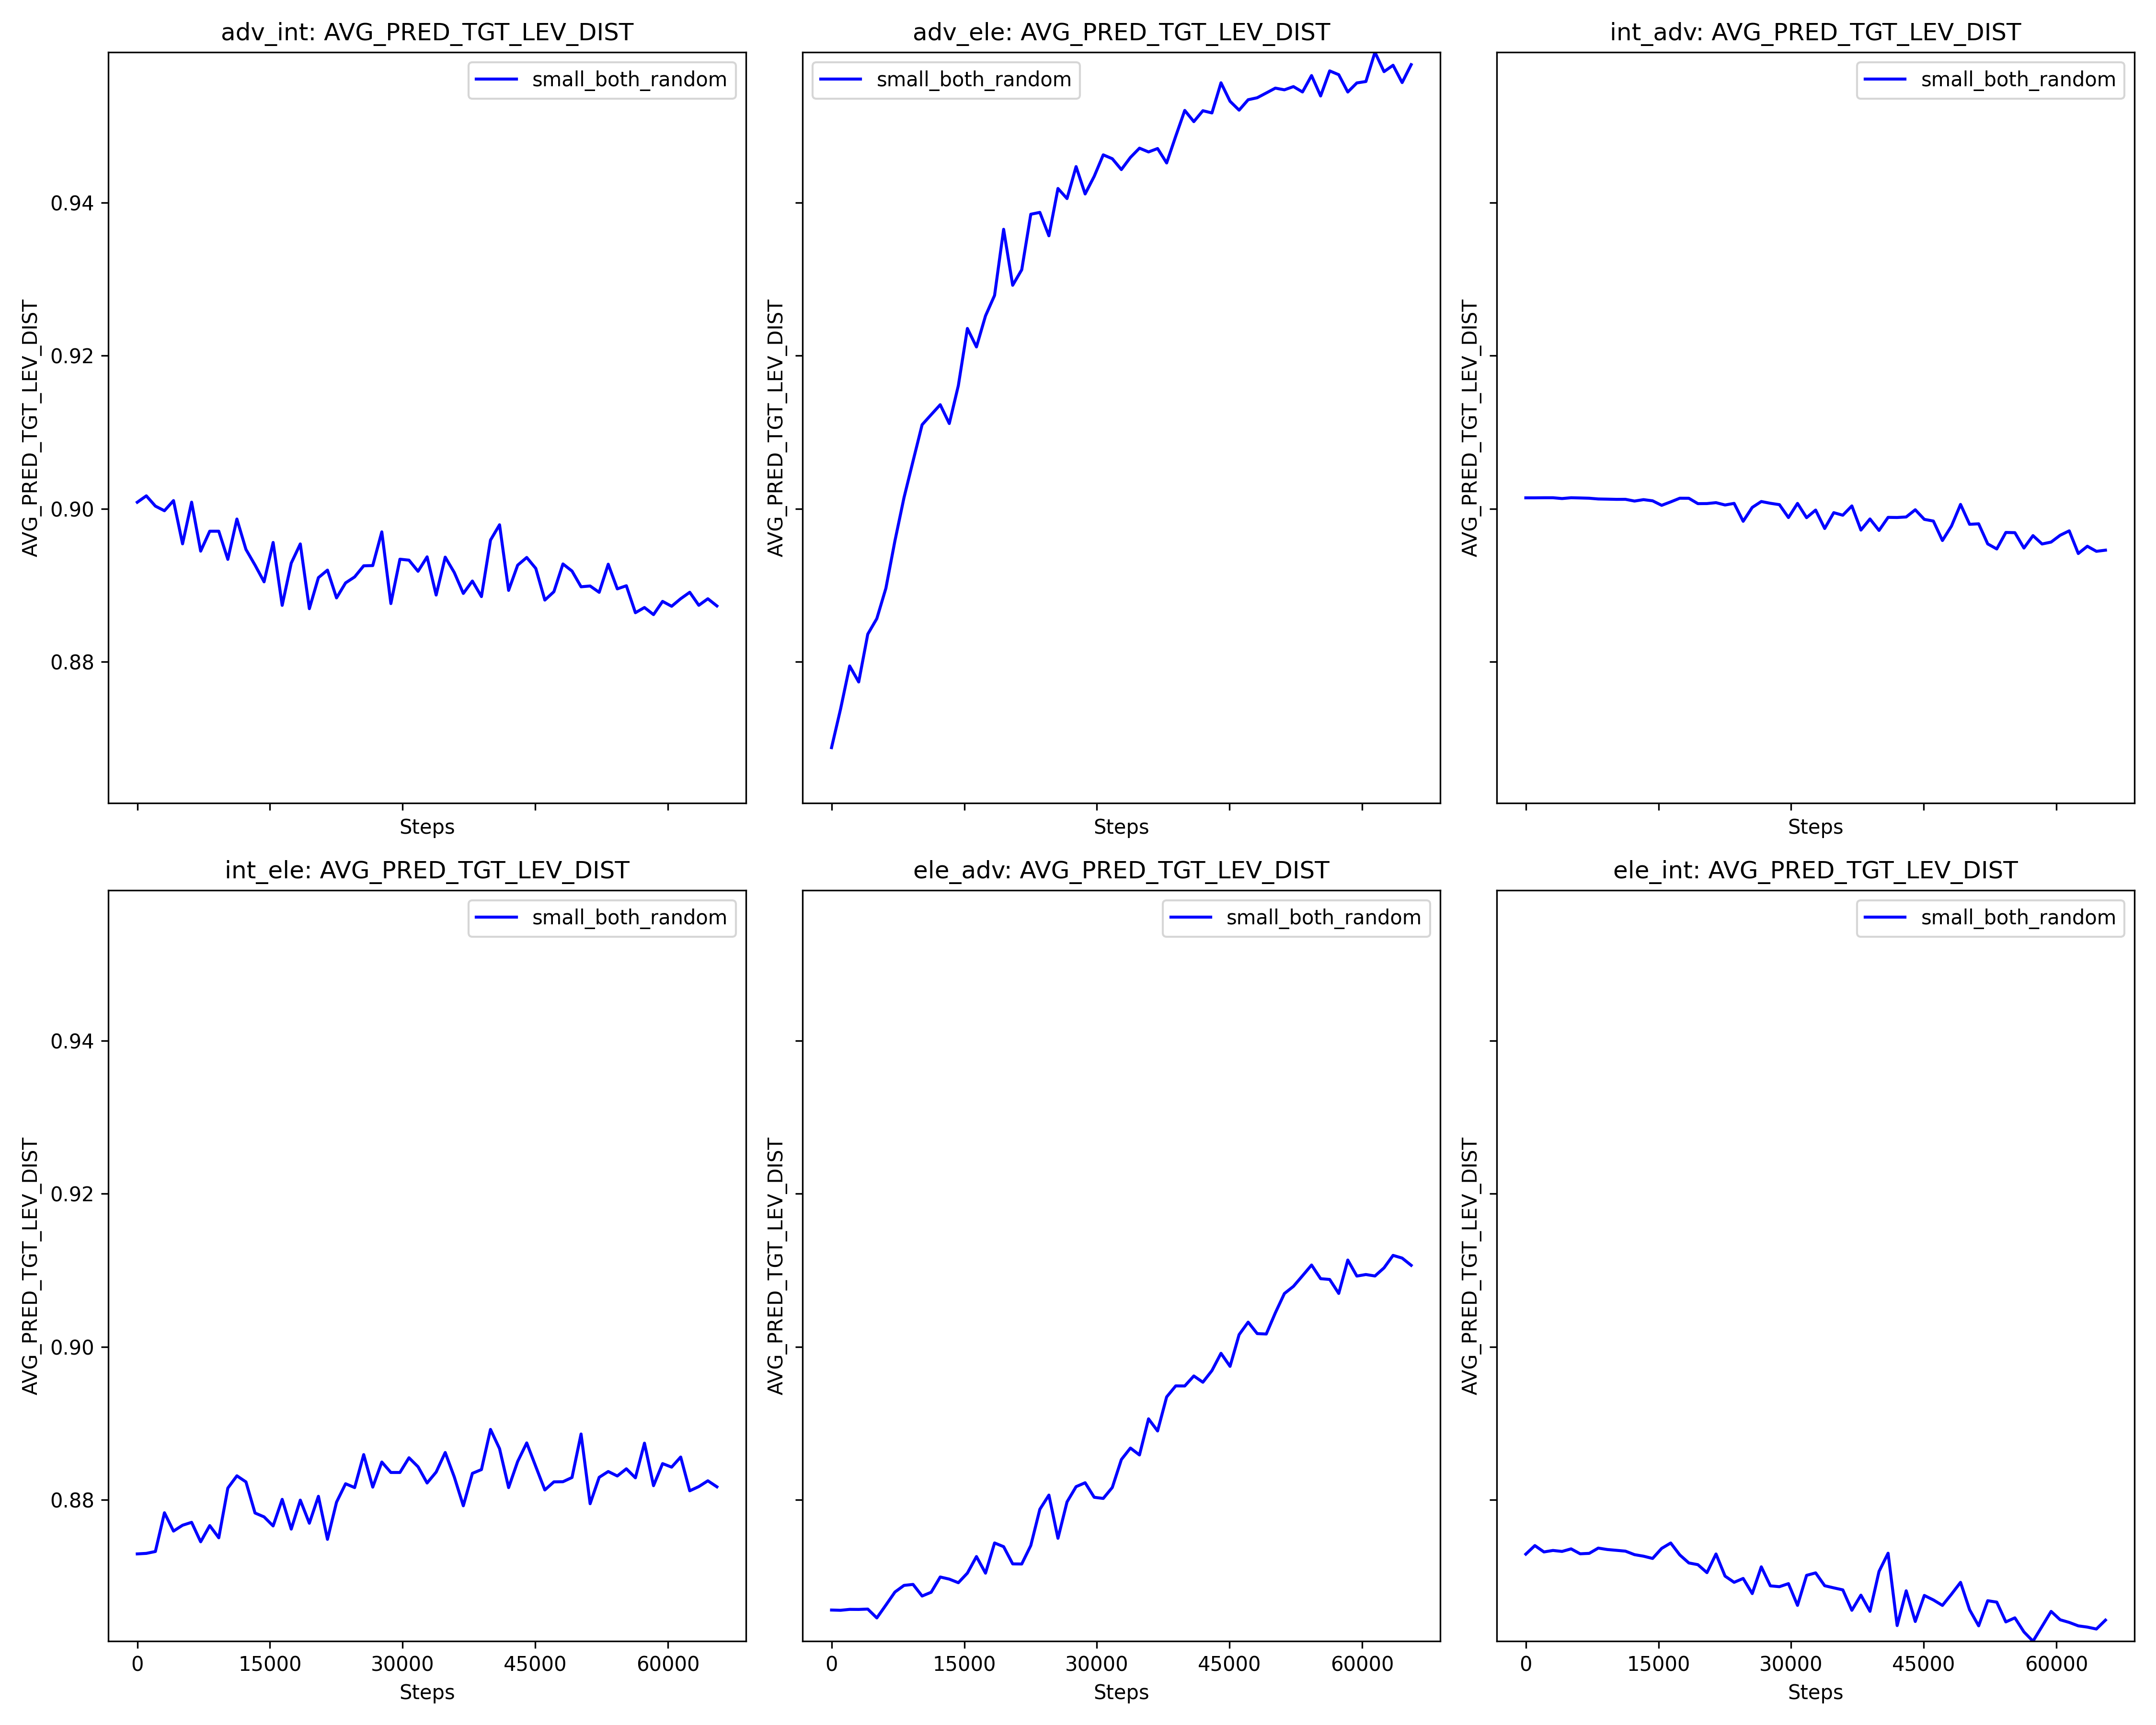 adv_int: AVG_PRED_TGT_LEV_DIST
adv_ele: AVG_PRED_TGT_LEV_DIST
int_adv: AVG_PRED_TGT_LEV_DIST
small_both_random
small_both_random
small_both_random
AVG_PRED_TGT_LEV_DIST
0.94
0.92
0.90
0.88
AVG_PRED_TGT_LEV_DIST
AVG_PRED_TGT_LEV_DIST
Steps
Steps
Steps
int_ele: AVG_PRED_TGT_LEV_DIST
ele_adv: AVG_PRED_TGT_LEV_DIST
ele_int: AVG_PRED_TGT_LEV_DIST
small_both_random
small_both_random
small_both_random
AVG_PRED_TGT_LEV_DIST
0.94
0.92
0.90
0.88
AVG_PRED_TGT_LEV_DIST
AVG_PRED_TGT_LEV_DIST
0 15000 30000 45000 60000
0 15000 30000 45000 60000
0 15000 30000 45000 60000
Steps
Steps
Steps